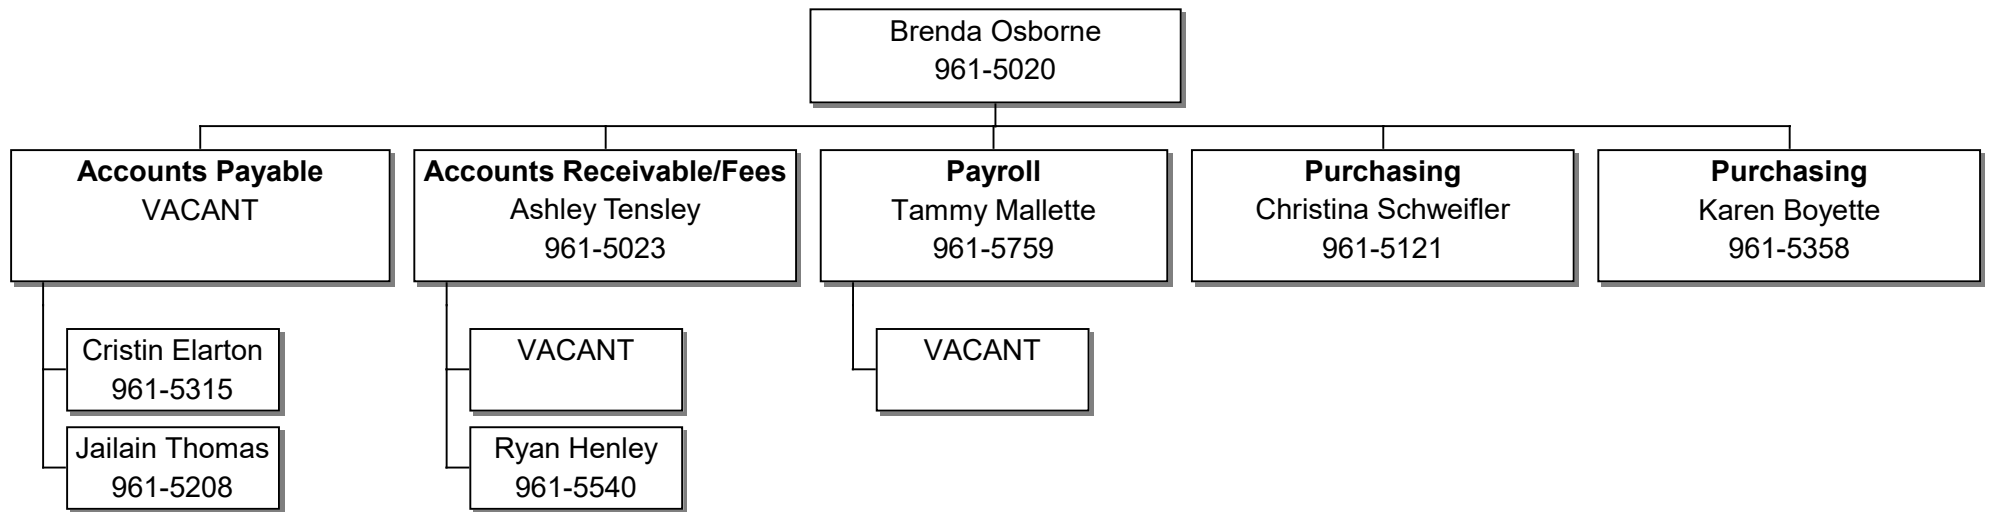 Brenda Osborne
961-5020
Accounts Payable
VACANT
Accounts Receivable/Fees
Ashley Tensley
961-5023
Payroll
Tammy Mallette
961-5759
Purchasing
Christina Schweifler
961-5121
Purchasing
Karen Boyette
961-5358
Cristin Elarton
961-5315
Jailain Thomas
961-5208
VACANT
Ryan Henley
961-5540
VACANT